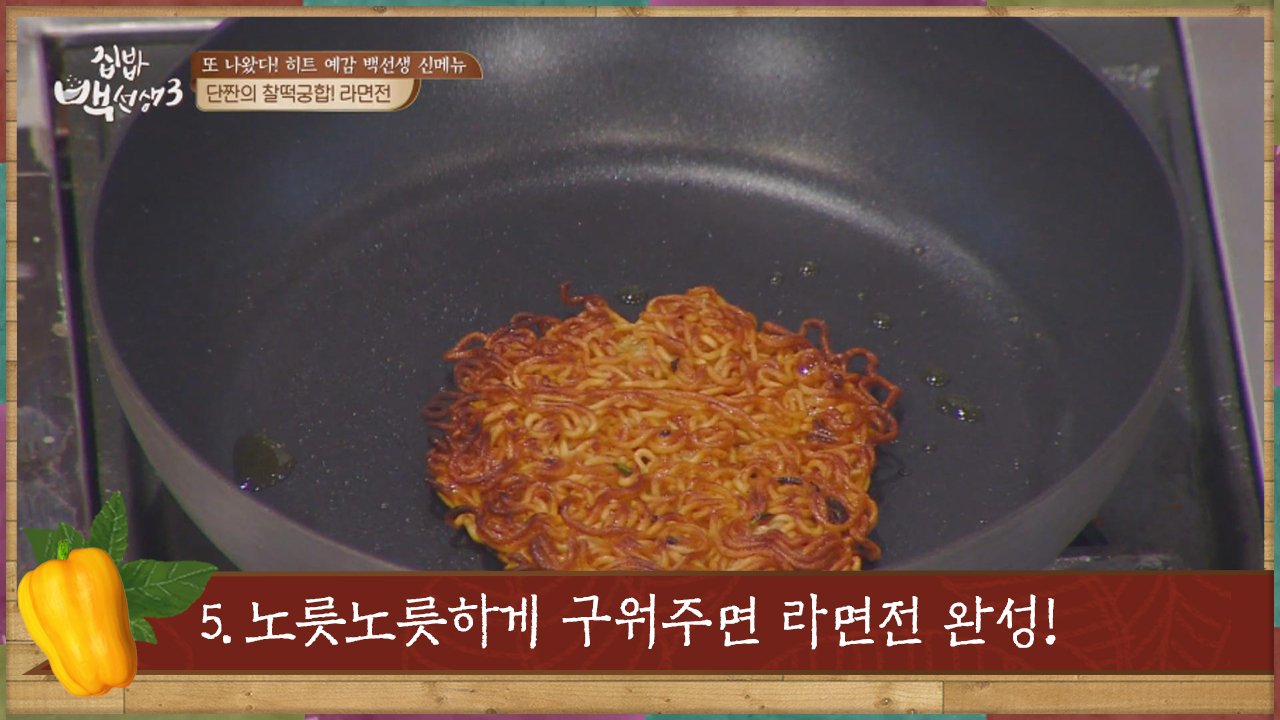 집밥
백선생3
또 나왔다! 히트 예감 백선생 신메뉴
단짠의 찰떡궁합! 라면전
5. 노릇노릇하게 구워주면 라면전 완성!